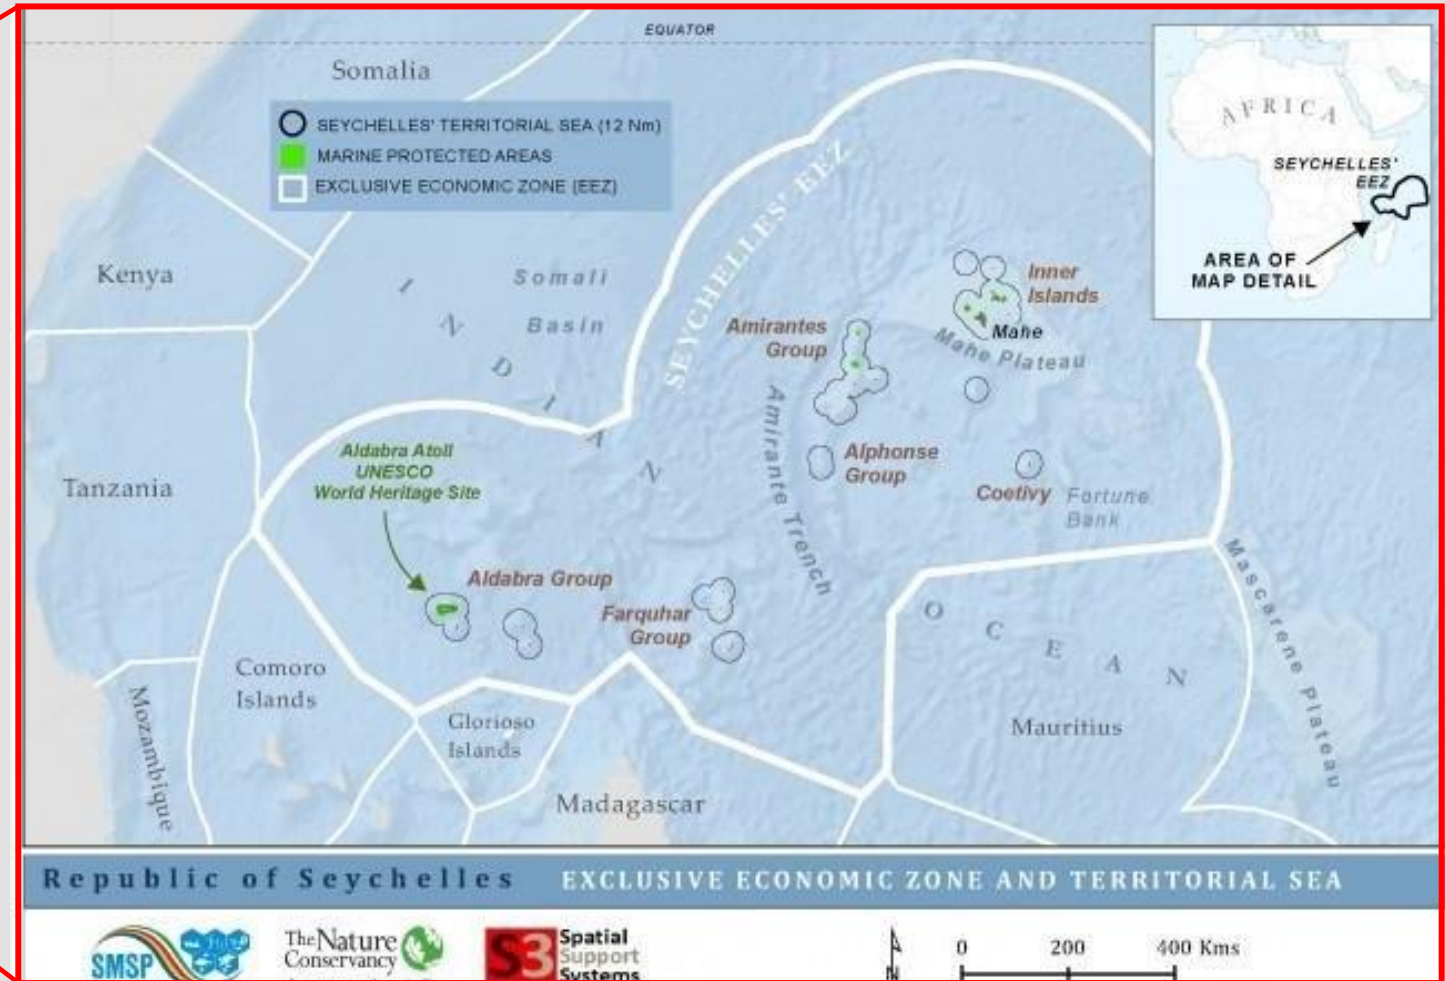 EQUATOR
Somalia
SEYCHELLES' TERRITORIAL SEA (12 Nm)
MARINE PROTECTED AREAS
EXCLUSIVE ECONOMIC ZONE (EEZ)
AFRICA
SEYCHELLES'
EEZ
AREA OF
MAP DETAIL
SEYCHELLES' EEZ
Kenya
Somali
Basin
INDIAN
Inner
Islands
Mahe
Mahe Plateau
Amirantes
Group
Amirante Trench
Alphonse
Group
Coetivy
Fortune
Bank
Tanzania
Aldabra Atoll
UNESCO
World Heritage Site
Aldabra Group
Farquhar
Group
OCEAN
Mascarene Plateau
Comoro
Islands
Mozambique
Glorioso
Islands
Mauritius
Madagascar
Republic of Seychelles EXCLUSIVE ECONOMIC ZONE AND TERRITORIAL SEA
SMSP
The Nature
Conservancy
S3
Spatial
Support
Systems
N
0 200 400 Kms